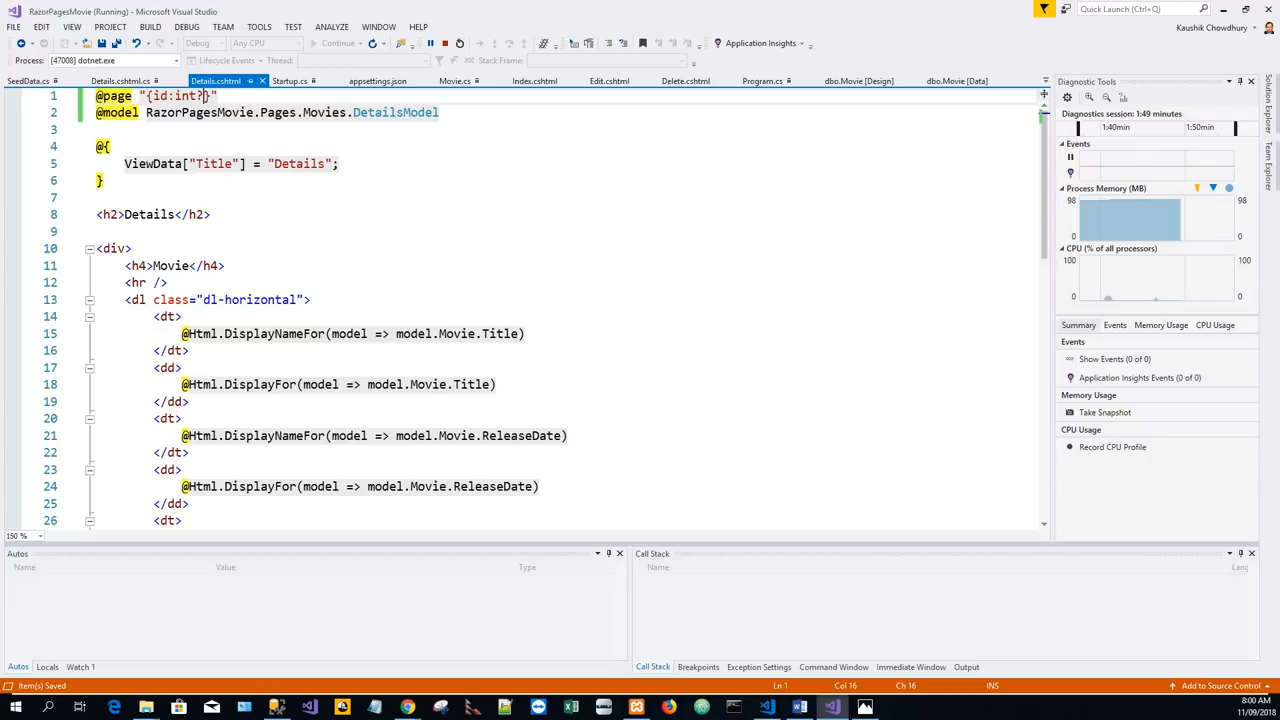 RazorPagesMovie (Running) - Microsoft Visual Studio
Quick Launch (Ctrl+Q)
FILE EDIT VIEW PROJECT BUILD DEBUG TEAM TOOLS TEST ANALYZE WINDOW HELP
Kaushik Chowdhury
Debug Any CPU Continue Application Insights
Process: [47008] dotnet.exe Lifecycle Events Thread: Stack Frame:
SeedData.cs Details.cshtml.cs Details.cshtml Startup.cs appsettings.json Movie.cs Index.cshtml Edit.cshtml Delete.cshtml Program.cs dbo.Movie [Design] dbo.Movie [Data]
1 @page "{id:int?}"
2 @model RazorPagesMovie.Pages.Movies.DetailsModel
3
4 @{
5 ViewData["Title"] = "Details";
6 }
7
8 <h2>Details</h2>
9
10 <div>
11 <h4>Movie</h4>
12 <hr />
13 <dl class="dl-horizontal">
14 <dt>
15 @Html.DisplayNameFor(model => model.Movie.Title)
16 </dt>
17 <dd>
18 @Html.DisplayFor(model => model.Movie.Title)
19 </dd>
20 <dt>
21 @Html.DisplayNameFor(model => model.Movie.ReleaseDate)
22 </dt>
23 <dd>
24 @Html.DisplayFor(model => model.Movie.ReleaseDate)
25 </dd>
26 <dt>
150 %
Diagnostic Tools
Diagnostics session: 1:49 minutes
1:40min 1:50min
Events
Process Memory (MB)
98 98
0 0
CPU (% of all processors)
100 100
0 0
Summary Events Memory Usage CPU Usage
Events
Show Events (0 of 0)
Application Insights Events (0 of 0)
Memory Usage
Take Snapshot
CPU Usage
Record CPU Profile
Solution Explorer
Team Explorer
Autos
Name Value Type
Call Stack
Name Lang
Autos Locals Watch 1
Call Stack Breakpoints Exception Settings Command Window Immediate Window Output
Item(s) Saved Ln 1 Col 16 Ch 16 INS Add to Source Control
8:00 AM
11/09/2018